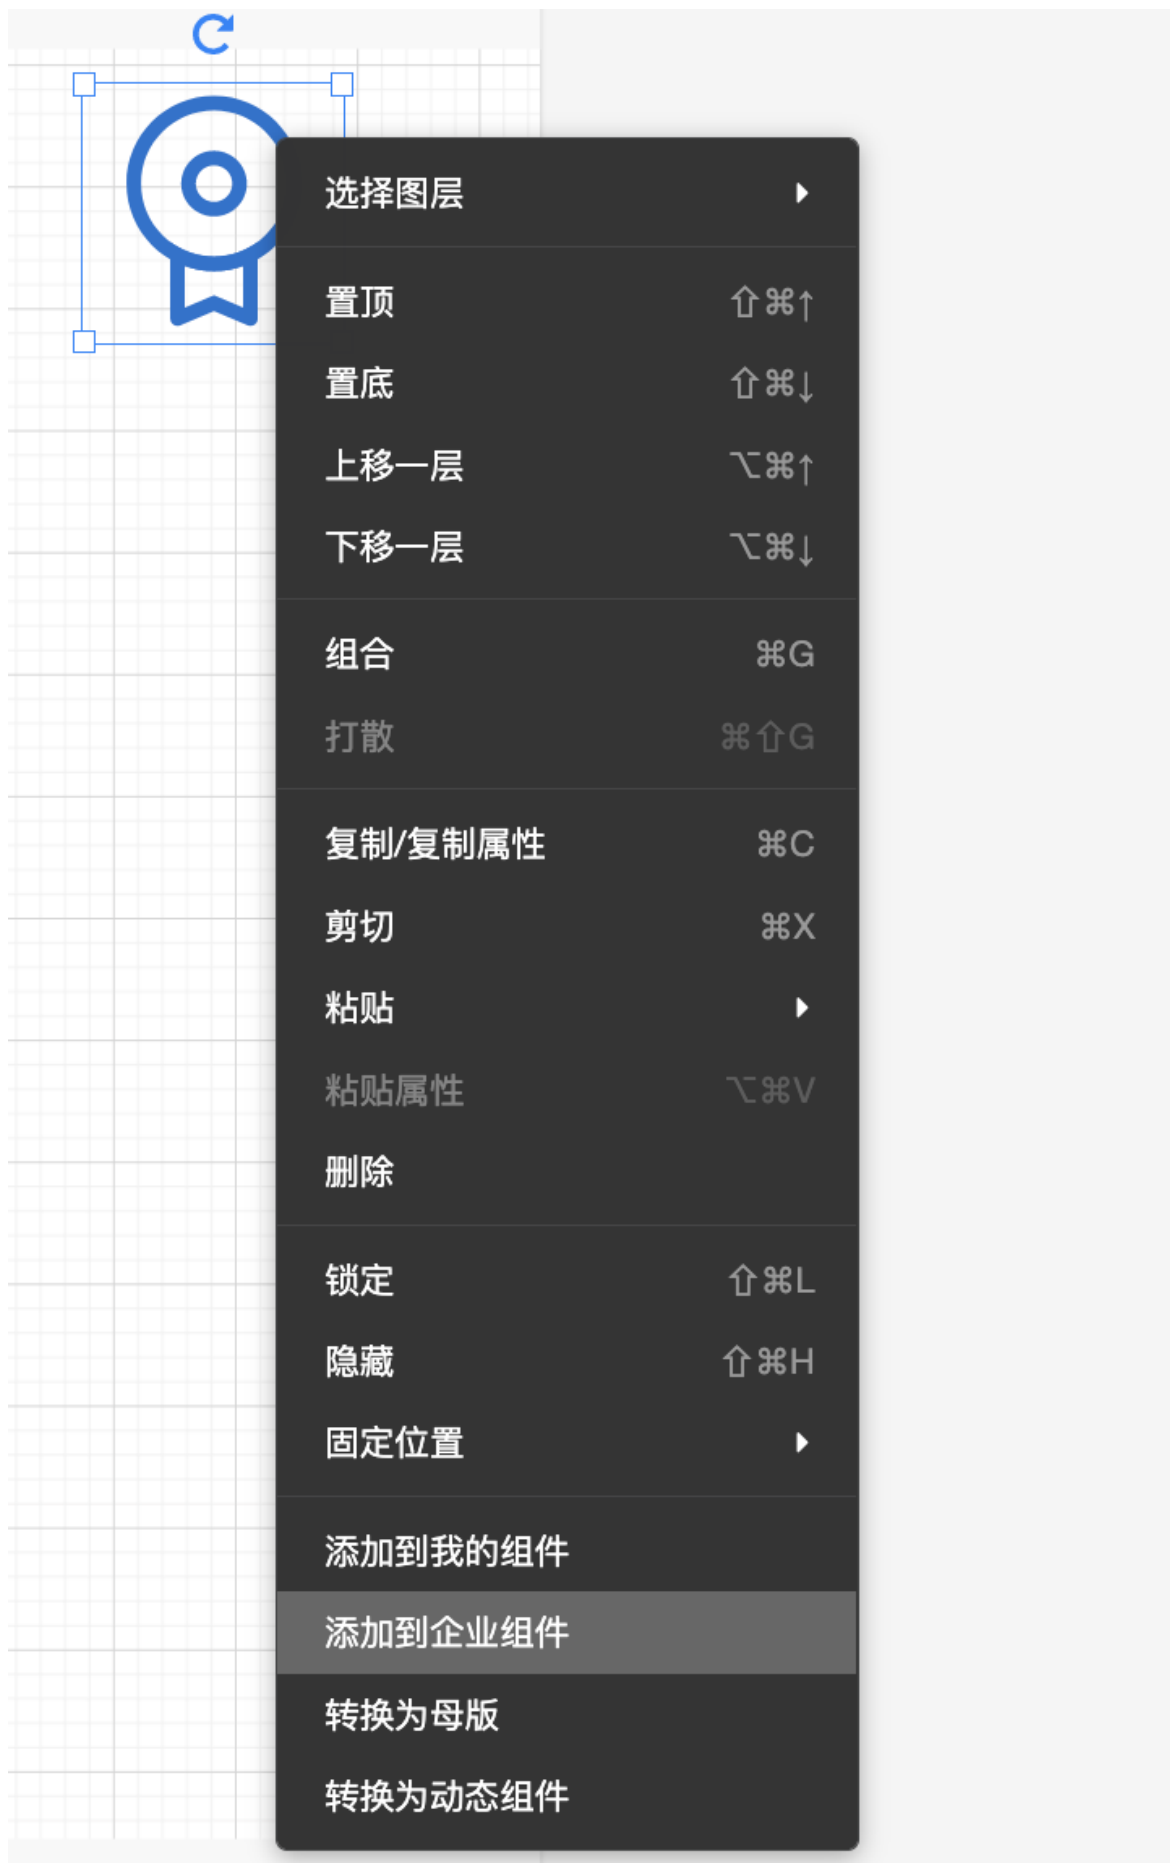 选择图层
置顶 ⇧⌘↑
置底 ⇧⌘↓
上移一层 ⌥⌘↑
下移一层 ⌥⌘↓
组合 ⌘G
打散 ⌘⇧G
复制/复制属性 ⌘C
剪切 ⌘X
粘贴
粘贴属性 ⌥⌘V
删除
锁定 ⇧⌘L
隐藏 ⇧⌘H
固定位置
添加到我的组件
添加到企业组件
转换为母版
转换为动态组件